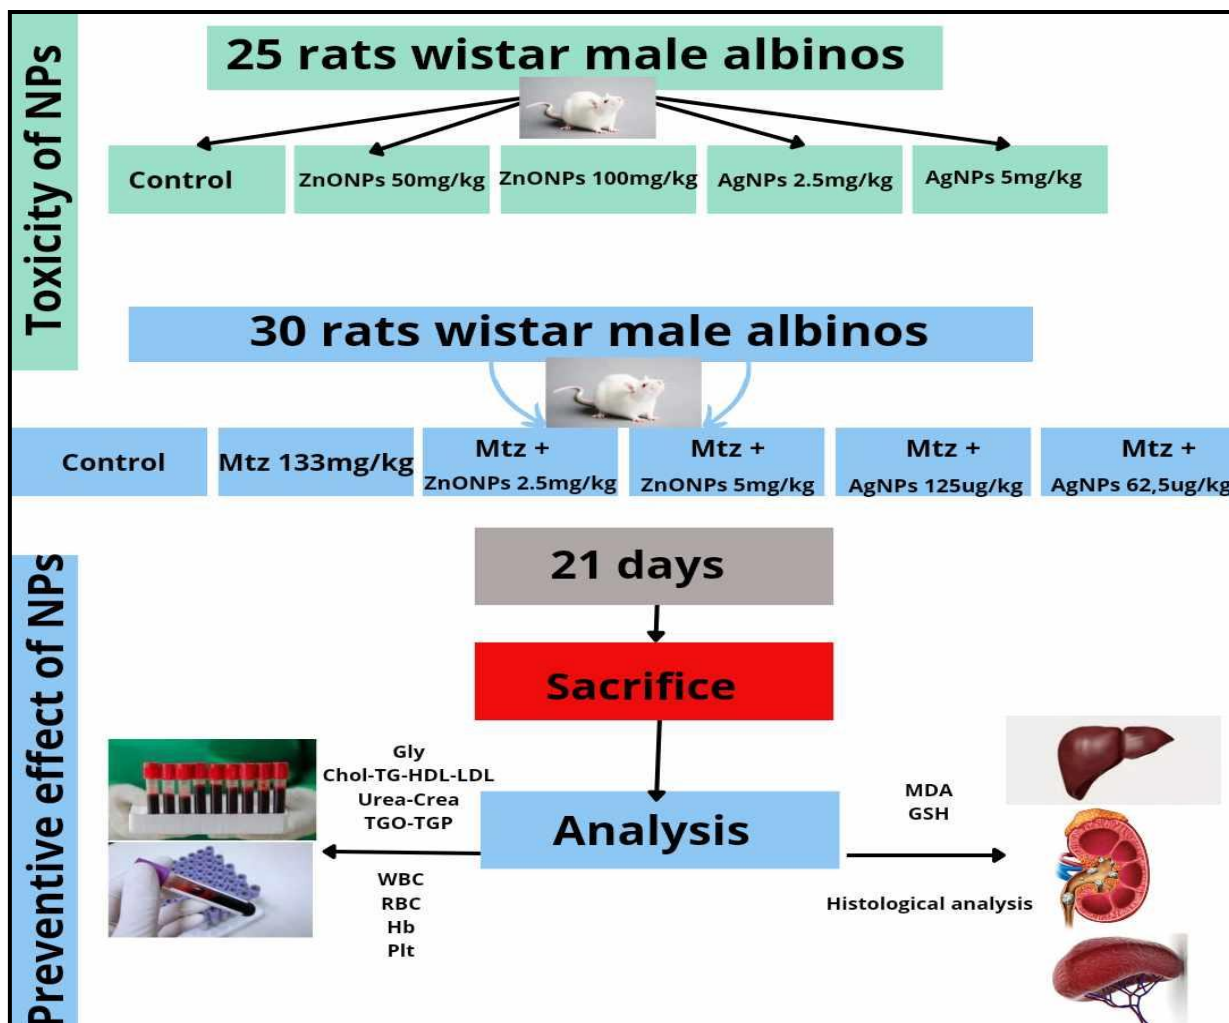 Toxicity of NPs
25 rats wistar male albinos
Control
ZnONPs 50mg/kg
ZnONPs 100mg/kg
AgNPs 2.5mg/kg
AgNPs 5mg/kg
30 rats wistar male albinos
Control
Mtz 133mg/kg
Mtz +
ZnONPs 2.5mg/kg
Mtz +
ZnONPs 5mg/kg
Mtz +
AgNPs 125ug/kg
Mtz +
AgNPs 62,5ug/kg
Preventive effect of NPs
21 days
Sacrifice
Analysis
Gly
Chol-TG-HDL-LDL
Urea-Crea
TGO-TGP
WBC
RBC
Hb
Plt
MDA
GSH
Histological analysis